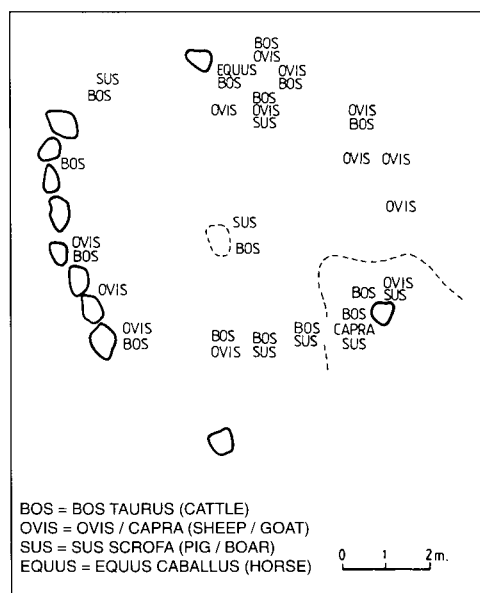 BOS
OVIS
EQUUS OVIS
BOS BOS
SUS
BOS
BOS
OVIS OVIS
SUS
OVIS
BOS
BOS
OVIS OVIS
OVIS
SUS
BOS
OVIS
BOS
OVIS
OVIS
BOS SUS
BOS
CAPRA
SUS
OVIS
BOS
BOS
OVIS
BOS
SUS
BOS
SUS
BOS = BOS TAURUS (CATTLE)
OVIS = OVIS / CAPRA (SHEEP / GOAT)
SUS = SUS SCROFA (PIG / BOAR)
EQUUS = EQUUS CABALLUS (HORSE)
0 1 2m.